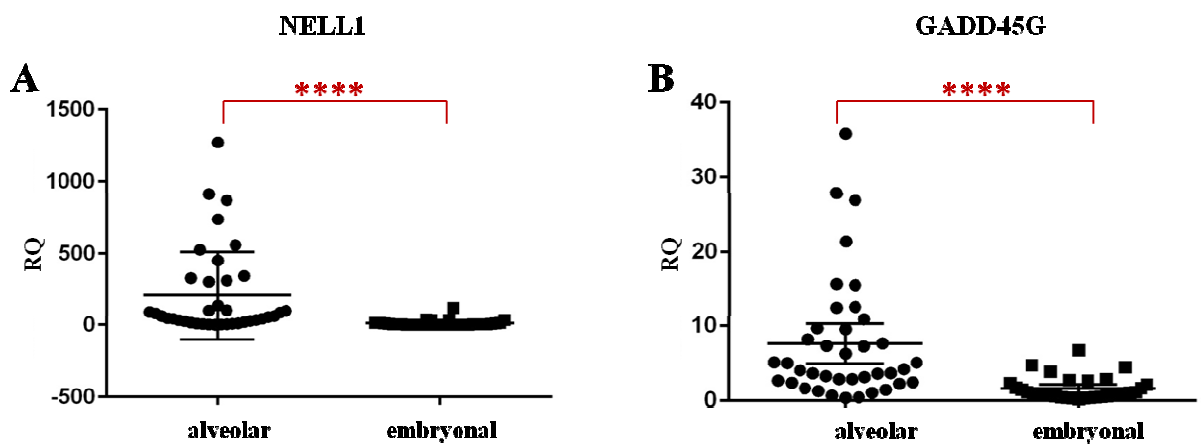 NELL1
A
****
1500
1000
500
0
-500
RQ
alveolar embryonal
GADD45G
B
****
40
30
20
10
0
RQ
alveolar embryonal